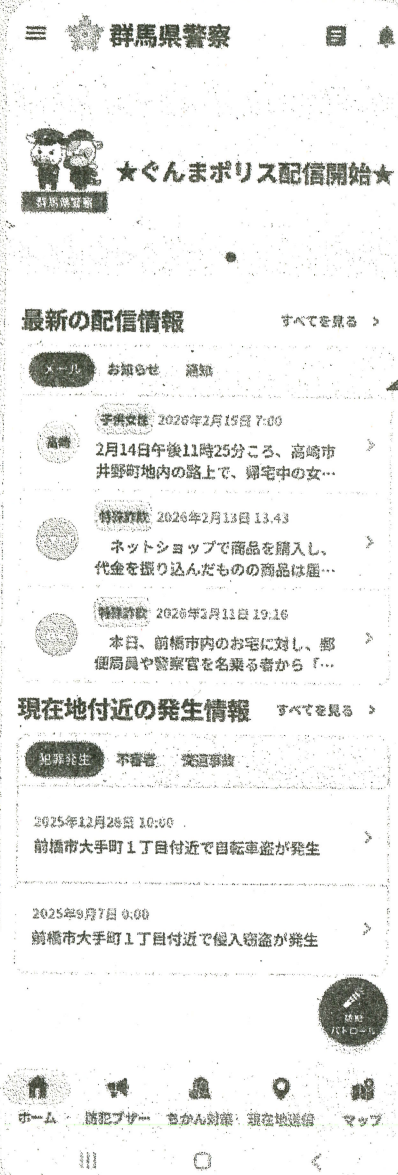 群馬県警察
★ぐんまポリス配信開始★
群馬県警察
最新の配信情報 すべてを見る
メール お知らせ 通知
子供女性 2026年2月15日 7:00
高崎
2月14日午後11時25分ころ、高崎市
井野町地内の路上で、帰宅中の女…
特殊詐欺 2026年2月13日 13:43
ネットショップで商品を購入し、
代金を振り込んだものの商品は届…
特殊詐欺 2026年2月11日 19:16
本日、前橋市内のお宅に対し、郵
便局員や警察官を名乗る者から「…
現在地付近の発生情報 すべてを見る
犯罪発生 不審者 交通事故
2025年12月28日 10:00
前橋市大手町1丁目付近で自転車盗が発生
2025年9月7日 0:00
前橋市大手町1丁目付近で侵入窃盗が発生
パトロール
ホーム 防犯ブザー ちかん対策 現在地送信 マップ